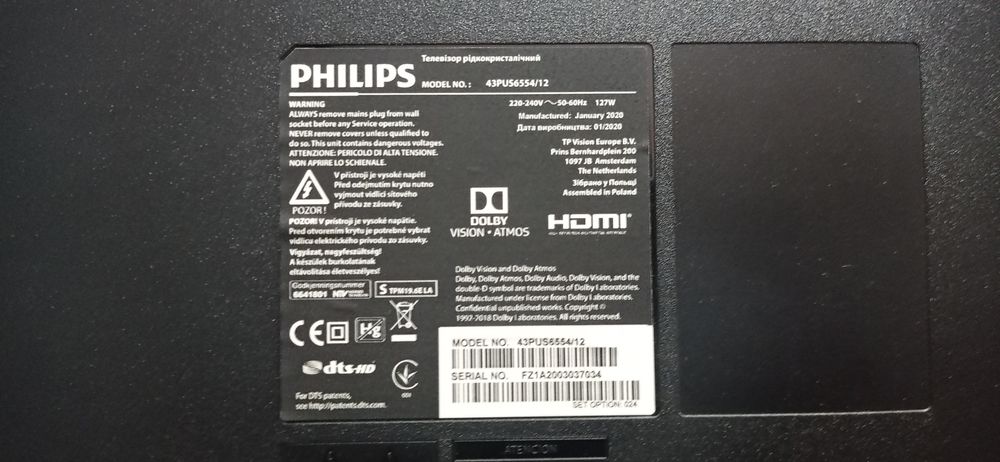 Телевізор рідкокристалічний
PHILIPS
MODEL NO. : 43PUS6554/12
WARNING
ALWAYS remove mains plug from wall
socket before any Service operation.
NEVER remove covers unless qualified to
do so. This unit contains dangerous voltages.
ATTENZIONE: PERICOLO DI ALTA TENSIONE.
NON APRIRE LO SCHIENALE.
220-240V ~ 50-60Hz 127W
Manufactured: January 2020
Дата виробництва: 01/2020
TP Vision Europe B.V.
Prins Bernhardplein 200
1097 JB Amsterdam
The Netherlands
Зібрано у Польщі
Assembled in Poland
V přístroji je vysoké napětí
Před odejmutím krytu nutno
vyjmout vidlici síťového
přívodu ze zásuvky.
POZOR !
POZOR! V prístroji je vysoké napätie.
Pred otvorením krytu je potrebné vybrať
vidlicu elektrického prívodu zo zásuvky.
Vigyázat, nagyfeszültség!
A készülek burkolatának
eltávolítása életveszélyes!
DOLBY
VISION·ATMOS
HDMI
Dolby Vision and Dolby Atmos
Dolby, Dolby Atmos, Dolby Audio, Dolby Vision, and the
double-D symbol are trademarks of Dolby Laboratories.
Manufactured under license from Dolby Laboratories.
Confidential unpublished works. Copyright ©
1992-2018 Dolby Laboratories. All rights reserved.
Godkjenningsnummer
6641801 HTV
S TPM19.6E LA
CE
Hg
dts-HD
For DTS patents,
see http://patents.dts.com.
MODEL NO. 43PUS6554/12
SERIAL NO. FZ1A2003037034
SET OPTION: 024
ATENCION